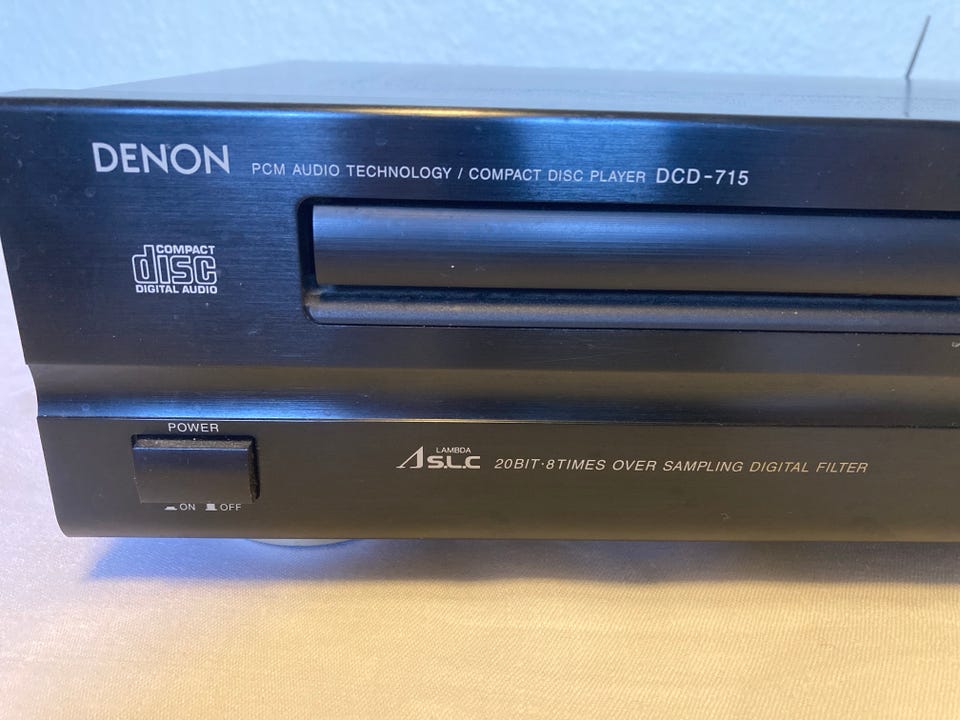 DENON PCM AUDIO TECHNOLOGY / COMPACT DISC PLAYER DCD-715
COMPACT
disc
DIGITAL AUDIO
POWER
ON OFF
LAMBDA
S.L.C 20BIT·8TIMES OVER SAMPLING DIGITAL FILTER